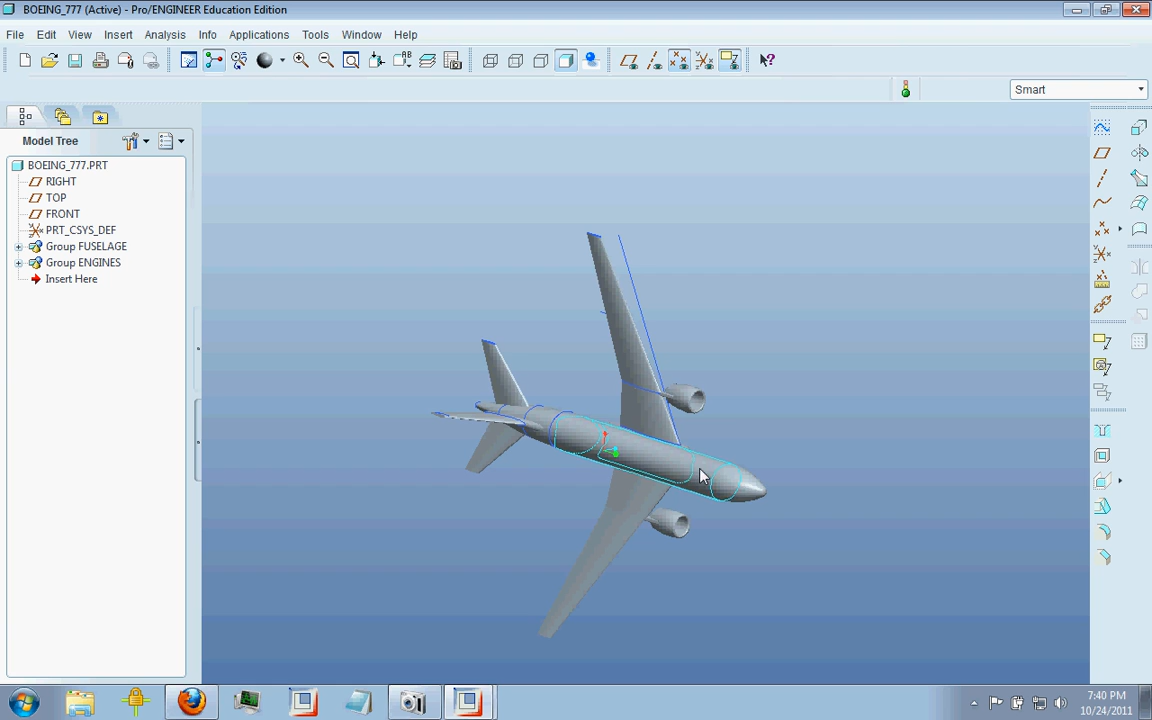 BOEING_777 (Active) - Pro/ENGINEER Education Edition
File Edit View Insert Analysis Info Applications Tools Window Help
Smart
Model Tree
BOEING_777.PRT
RIGHT
TOP
FRONT
PRT_CSYS_DEF
Group FUSELAGE
Group ENGINES
Insert Here
7:40 PM
10/24/2011